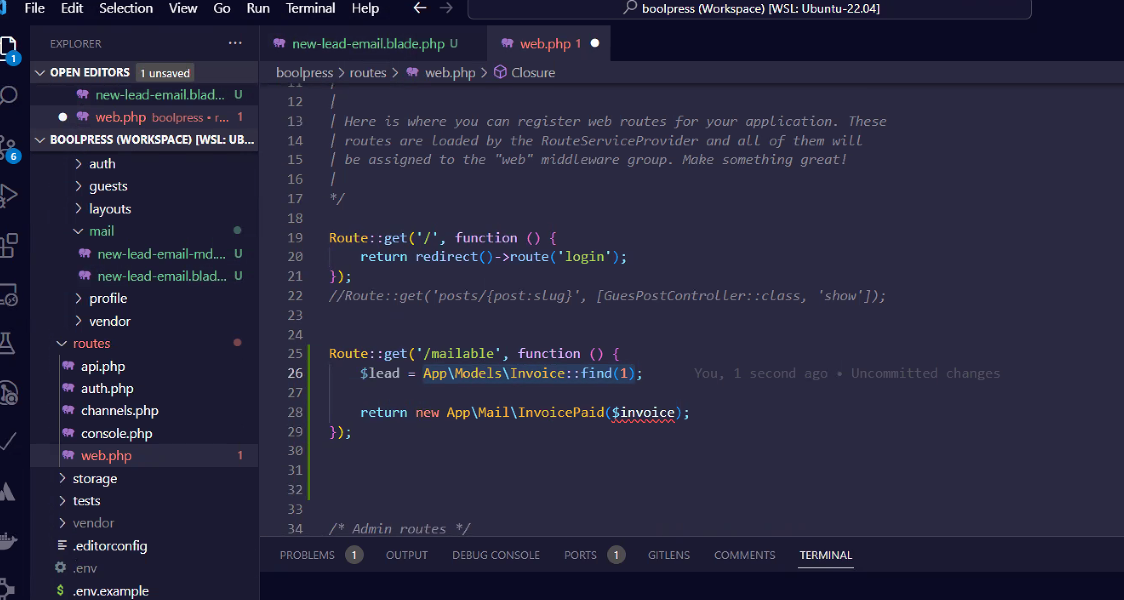 File Edit Selection View Go Run Terminal Help
boolpress (Workspace) [WSL: Ubuntu-22.04]
EXPLORER
OPEN EDITORS 1 unsaved
new-lead-email.blad... U
web.php boolpress • r... 1
BOOLPRESS (WORKSPACE) [WSL: UB...
auth
guests
layouts
mail
new-lead-email-md.... U
new-lead-email.blad... U
profile
vendor
routes
api.php
auth.php
channels.php
console.php
web.php 1
storage
tests
vendor
.editorconfig
.env
.env.example
1
6
new-lead-email.blade.php U
web.php 1
boolpress > routes > web.php > Closure
11 |
12 |
13 | Here is where you can register web routes for your application. These
14 | routes are loaded by the RouteServiceProvider and all of them will
15 | be assigned to the "web" middleware group. Make something great!
16 |
17 */
18
19 Route::get('/', function () {
20 return redirect()->route('login');
21 });
22 //Route::get('posts/{post:slug}', [GuesPostController::class, 'show']);
23
24
25 Route::get('/mailable', function () {
26 $lead = App\Models\Invoice::find(1); You, 1 second ago • Uncommitted changes
27
28 return new App\Mail\InvoicePaid($invoice);
29 });
30
31
32
33
34 /* Admin routes */
PROBLEMS 1 OUTPUT DEBUG CONSOLE PORTS 1 GITLENS COMMENTS TERMINAL